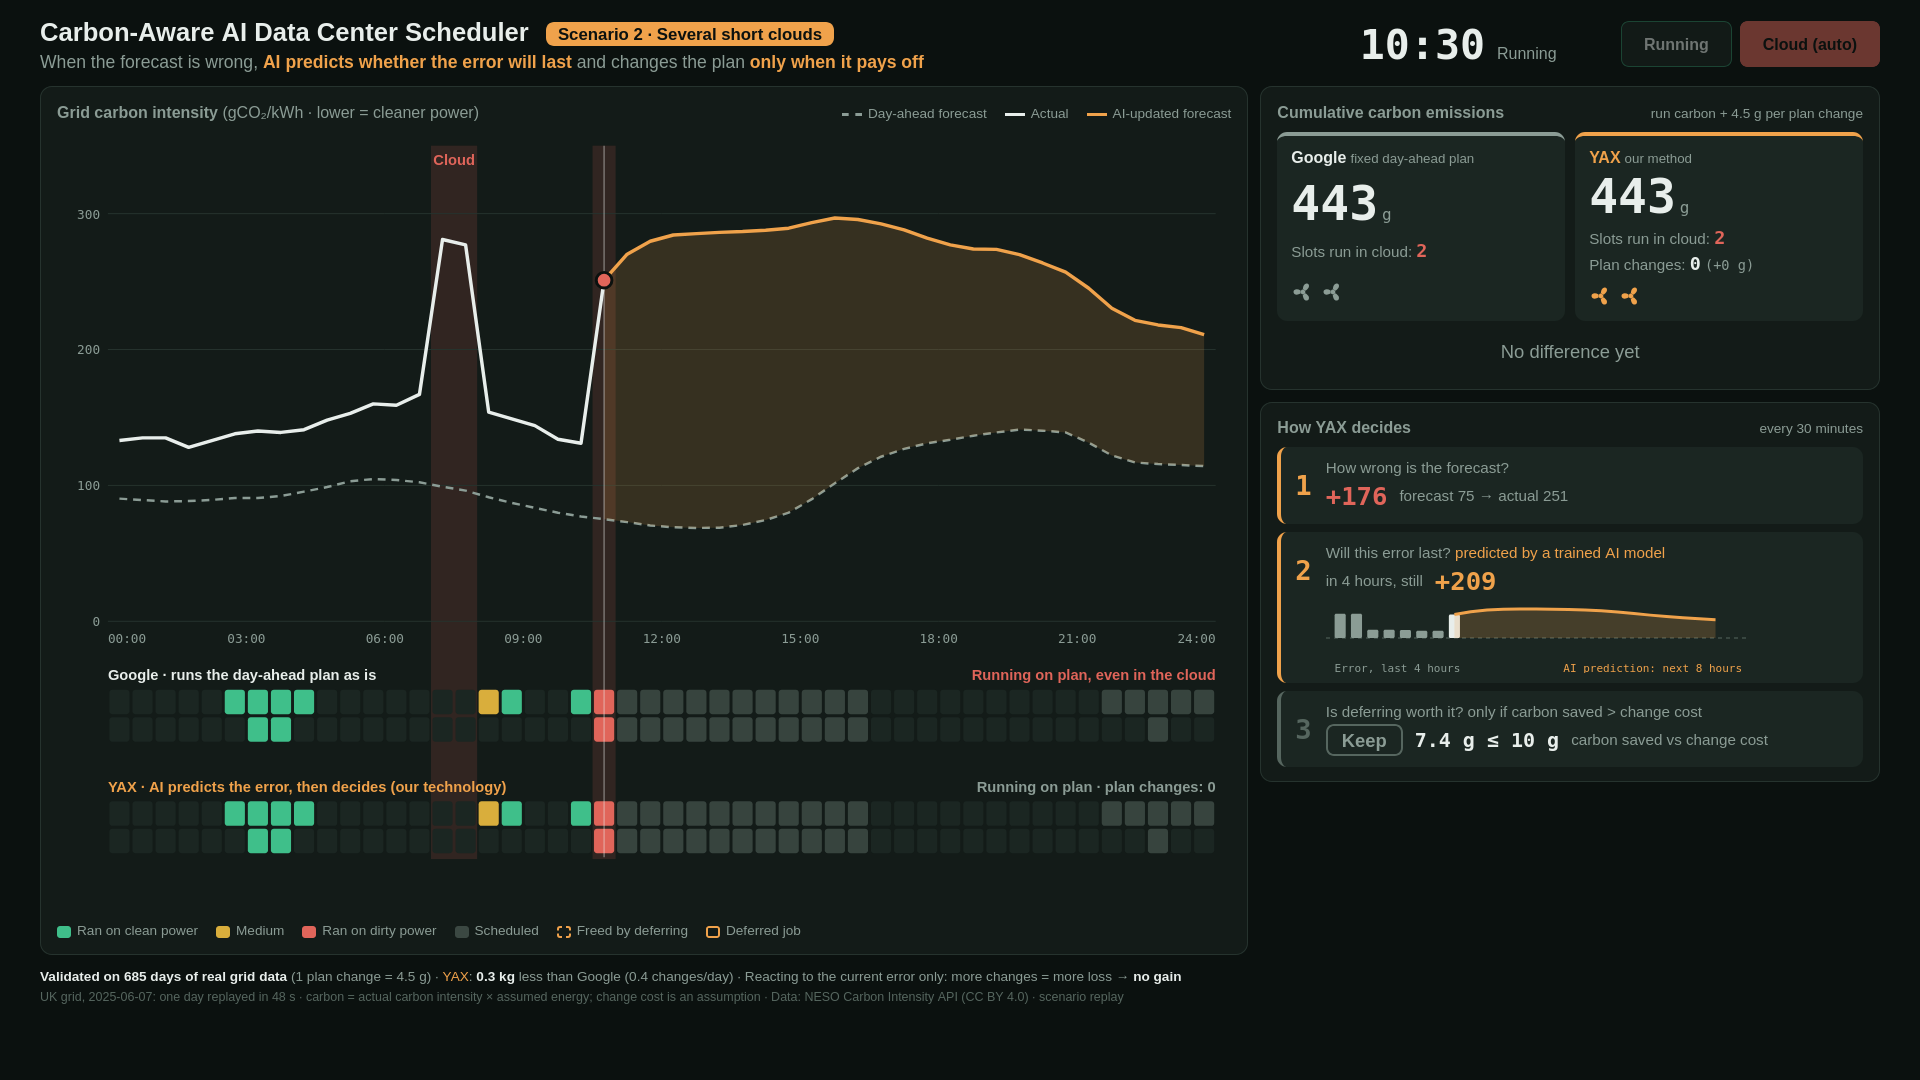 Carbon-Aware AI Data Center Scheduler
Scenario 2 · Several short clouds
When the forecast is wrong, AI predicts whether the error will last and changes the plan only when it pays off
10:30 Running
Running
Cloud (auto)
Grid carbon intensity (gCO₂/kWh · lower = cleaner power)
Day-ahead forecast
Actual
AI-updated forecast
Cloud
300
200
100
0
00:00 03:00 06:00 09:00 12:00 15:00 18:00 21:00 24:00
Google · runs the day-ahead plan as is
Running on plan, even in the cloud
YAX · AI predicts the error, then decides (our technology)
Running on plan · plan changes: 0
Ran on clean power
Medium
Ran on dirty power
Scheduled
Freed by deferring
Deferred job
Cumulative carbon emissions
run carbon + 4.5 g per plan change
Google fixed day-ahead plan
443 g
Slots run in cloud: 2
YAX our method
443 g
Slots run in cloud: 2
Plan changes: 0 (+0 g)
No difference yet
How YAX decides
every 30 minutes
1
How wrong is the forecast?
+176 forecast 75 → actual 251
2
Will this error last? predicted by a trained AI model
in 4 hours, still +209
Error, last 4 hours
AI prediction: next 8 hours
3
Is deferring worth it? only if carbon saved > change cost
Keep 7.4 g ≤ 10 g carbon saved vs change cost
Validated on 685 days of real grid data (1 plan change = 4.5 g) · YAX: 0.3 kg less than Google (0.4 changes/day) · Reacting to the current error only: more changes = more loss → no gain
UK grid, 2025-06-07: one day replayed in 48 s · carbon = actual carbon intensity × assumed energy; change cost is an assumption · Data: NESO Carbon Intensity API (CC BY 4.0) · scenario replay